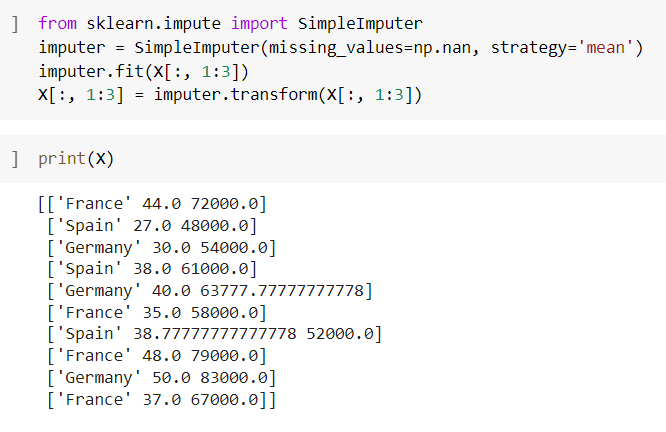 ] from sklearn.impute import SimpleImputer
imputer = SimpleImputer(missing_values=np.nan, strategy='mean')
imputer.fit(X[:, 1:3])
X[:, 1:3] = imputer.transform(X[:, 1:3])
] print(X)
[['France' 44.0 72000.0]
['Spain' 27.0 48000.0]
['Germany' 30.0 54000.0]
['Spain' 38.0 61000.0]
['Germany' 40.0 63777.77777777778]
['France' 35.0 58000.0]
['Spain' 38.77777777777778 52000.0]
['France' 48.0 79000.0]
['Germany' 50.0 83000.0]
['France' 37.0 67000.0]]